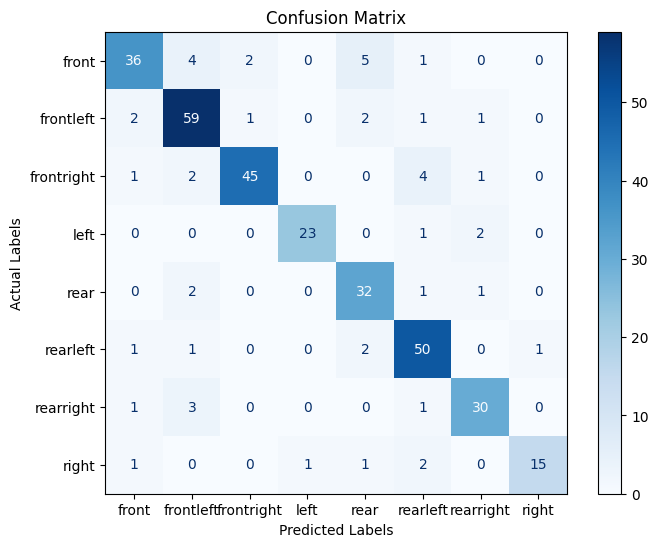 Confusion Matrix
front 36 4 2 0 5 1 0 0
frontleft 2 59 1 0 2 1 1 0
frontright 1 2 45 0 0 4 1 0
left 0 0 0 23 0 1 2 0
rear 0 2 0 0 32 1 1 0
rearleft 1 1 0 0 2 50 0 1
rearright 1 3 0 0 0 1 30 0
right 1 0 0 1 1 2 0 15
front frontleft frontright left rear rearleft rearright right
Predicted Labels
Actual Labels
50
40
30
20
10
0